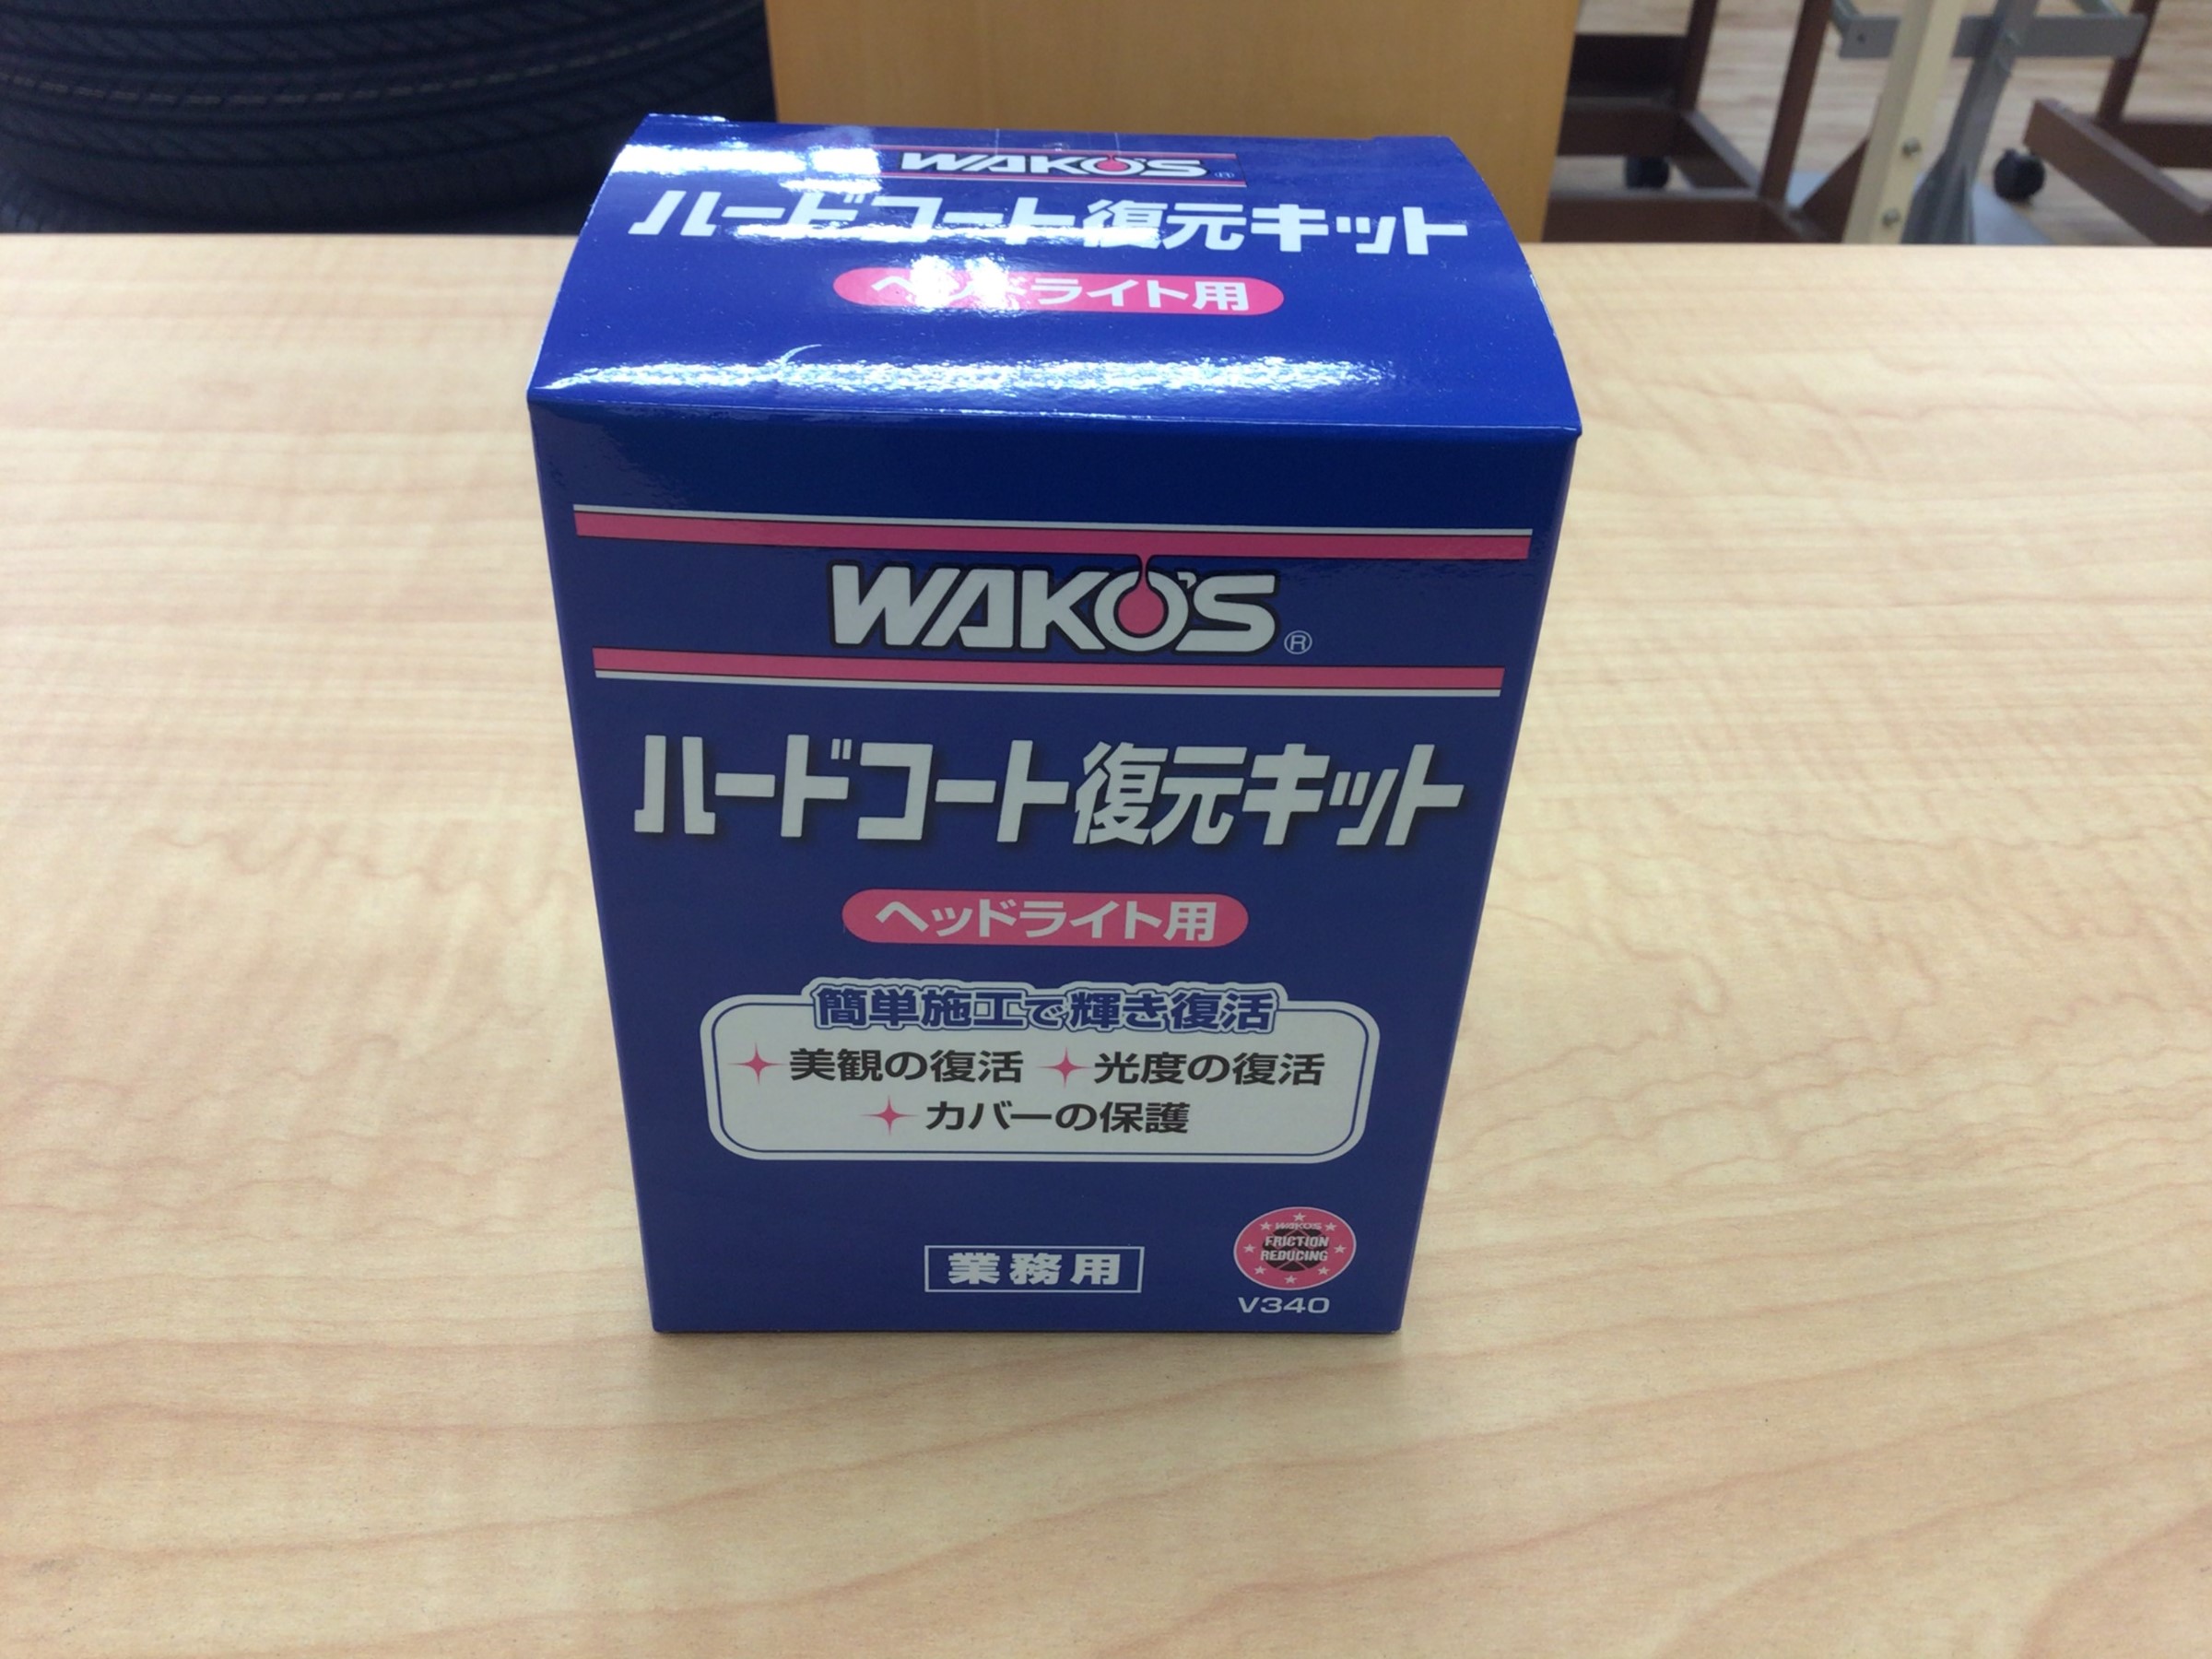 WAKO'S®
ハードコート復元キット
ヘッドライト用
WAKO'S®
ハードコート復元キット
ヘッドライト用
簡単施工で輝き復活
美観の復活 光度の復活
カバーの保護
業務用
WAKO'S
FRICTION
REDUCING
V340